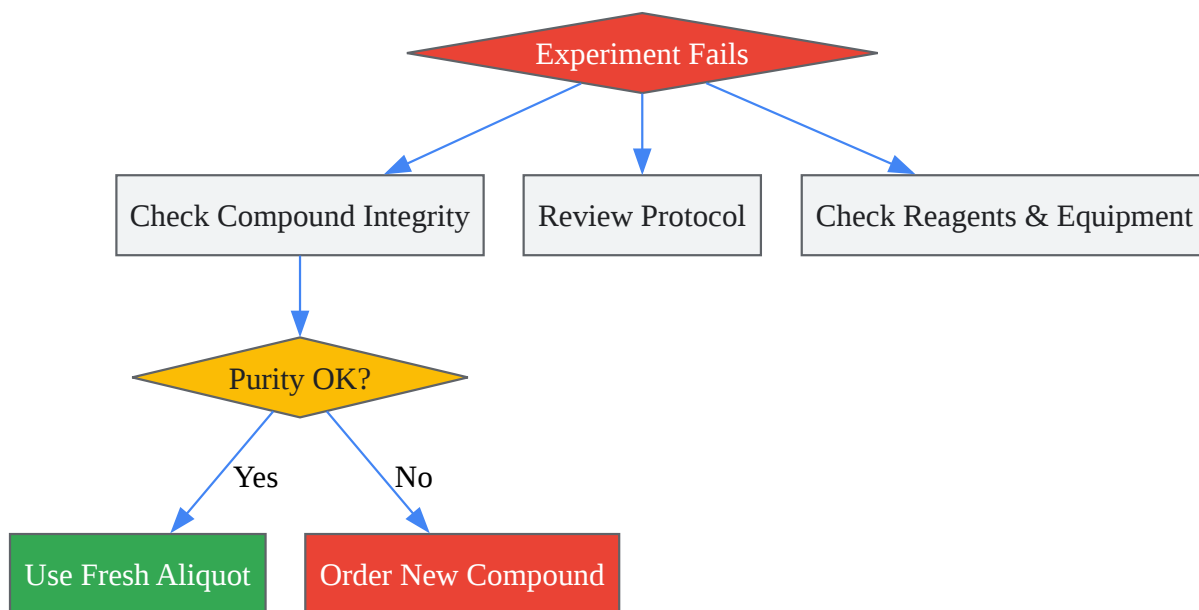 Experiment Fails
Check Compound Integrity
Review Protocol
Check Reagents & Equipment
Purity OK?
Yes
No
Use Fresh Aliquot
Order New Compound